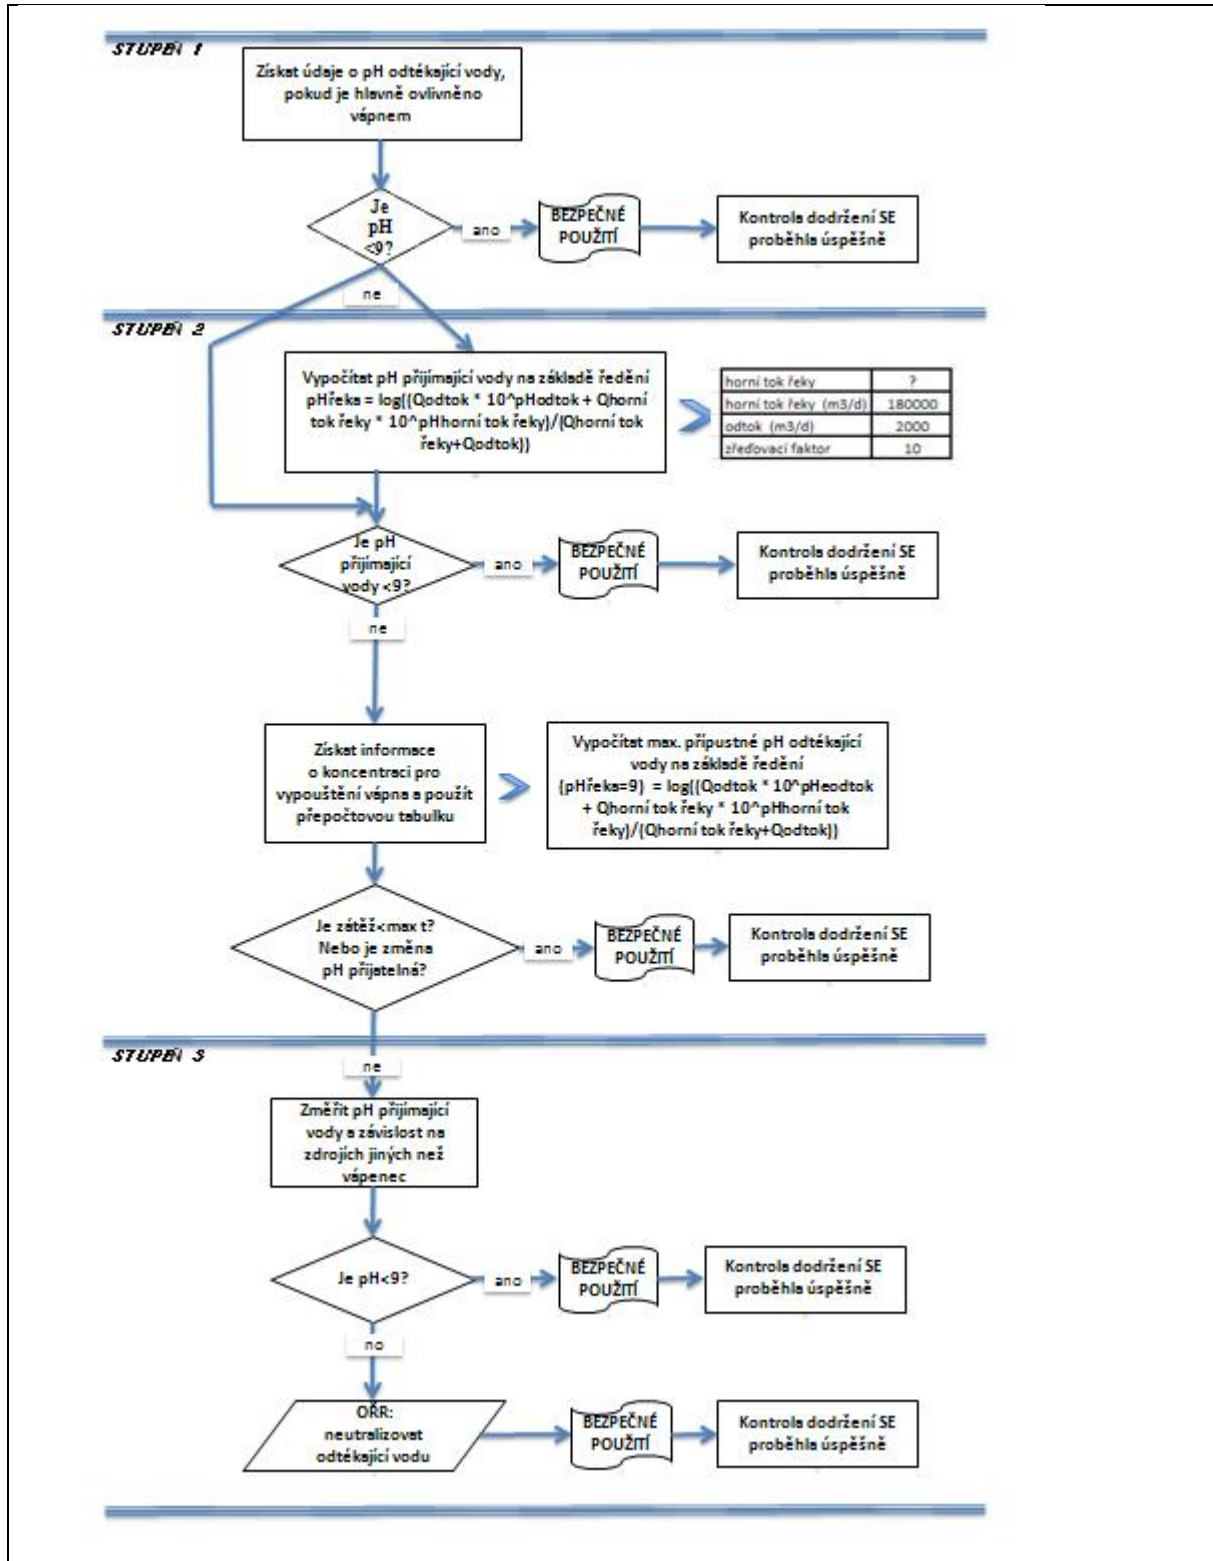 STUPEŇ 1
Získat údaje o pH odtékající vody,
pokud je hlavně ovlivněno
vápnem
Je
pH
<9?
ano
BEZPEČNÉ
POUŽITÍ
Kontrola dodržení SE
proběhla úspěšně
ne
STUPEŇ 2
Vypočítat pH přijímající vody na základě ředění
pHřeka = log((Qodtok * 10^pHodtok + Qhorní
tok řeky * 10^pHhorní tok řeky)/(Qhorní tok
řeky+Qodtok))
horní tok řeky ?
horní tok řeky (m3/d) 180000
odtok (m3/d) 2000
zřeďovací faktor 10
Je pH
přijímající
vody <9?
ano
BEZPEČNÉ
POUŽITÍ
Kontrola dodržení SE
proběhla úspěšně
ne
Získat informace
o koncentraci pro
vypouštění vápna a použít
přepočtovou tabulku
Vypočítat max. přípustné pH odtékající
vody na základě ředění
(pHřeka=9) = log((Qodtok * 10^pHeodtok
+ Qhorní tok řeky * 10^pHhorní tok
řeky)/(Qhorní tok řeky+Qodtok))
Je zátěž<max t?
Nebo je změna
pH přijatelná?
ano
BEZPEČNÉ
POUŽITÍ
Kontrola dodržení SE
proběhla úspěšně
STUPEŇ 3
ne
Změřit pH přijímající
vody a závislost na
zdrojích jiných než
vápenec
Je pH<9?
ano
BEZPEČNÉ
POUŽITÍ
Kontrola dodržení SE
proběhla úspěšně
no
OŘR:
neutralizovat
odtékající vodu
BEZPEČNÉ
POUŽITÍ
Kontrola dodržení SE
proběhla úspěšně